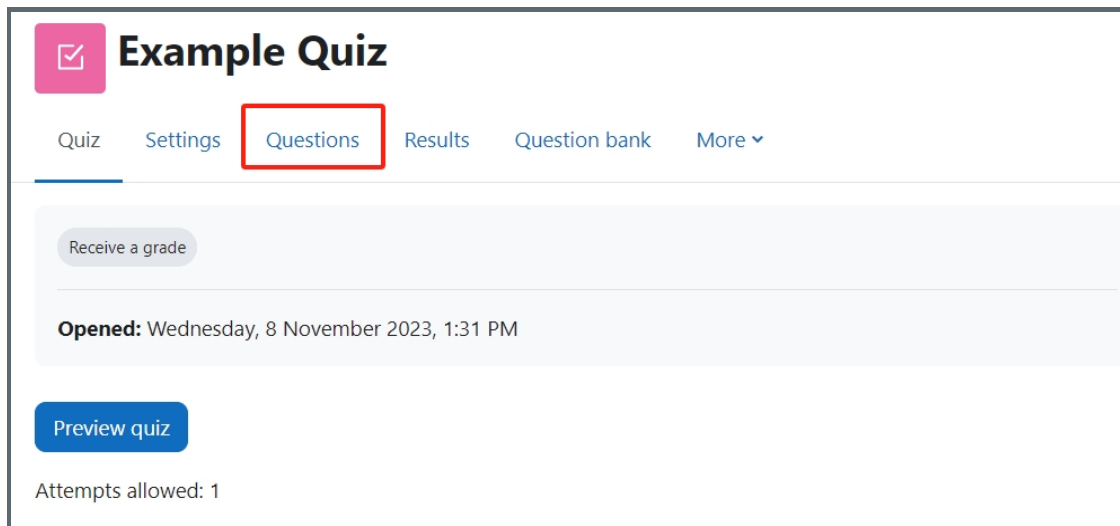 Example Quiz
Quiz Settings Questions Results Question bank More
Receive a grade
Opened: Wednesday, 8 November 2023, 1:31 PM
Preview quiz
Attempts allowed: 1